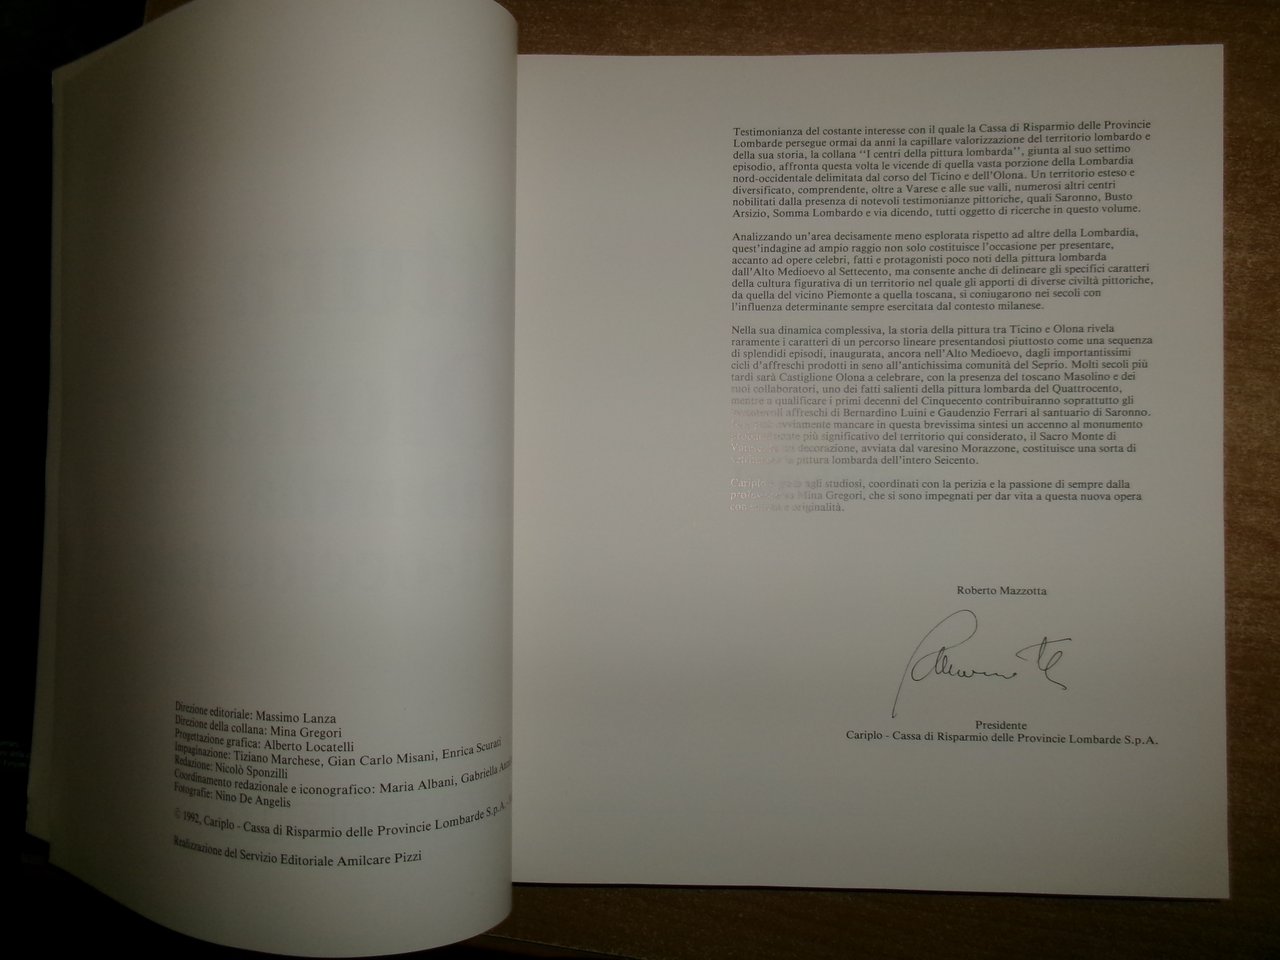 Direzione editoriale: Massimo Lanza
Direzione della collana: Mina Gregori
Progettazione grafica: Alberto Locatelli
Impaginazione: Tiziano Marchese, Gian Carlo Misani, Enrica Scurati
Redazione: Nicolò Sponzilli
Coordinamento redazionale e iconografico: Maria Albani, Gabriella
Fotografie: Nino De Angelis
© 1992, Cariplo - Cassa di Risparmio delle Provincie Lombarde S.p.A. -
Realizzazione del Servizio Editoriale Amilcare Pizzi
Testimonianza del costante interesse con il quale la Cassa di Risparmio delle Provincie
Lombarde persegue ormai da anni la capillare valorizzazione del territorio lombardo e
della sua storia, la collana "I centri della pittura lombarda", giunta al suo settimo
episodio, affronta questa volta le vicende di quella vasta porzione della Lombardia
nord-occidentale delimitata dal corso del Ticino e dell'Olona. Un territorio esteso e
diversificato, comprendente, oltre a Varese e alle sue valli, numerosi altri centri
nobilitati dalla presenza di notevoli testimonianze pittoriche, quali Saronno, Busto
Arsizio, Somma Lombardo e via dicendo, tutti oggetto di ricerche in questo volume.
Analizzando un'area decisamente meno esplorata rispetto ad altre della Lombardia,
quest'indagine ad ampio raggio non solo costituisce l'occasione per presentare,
accanto ad opere celebri, fatti e protagonisti poco noti della pittura lombarda
dall'Alto Medioevo al Settecento, ma consente anche di delineare gli specifici caratteri
della cultura figurativa di un territorio nel quale gli apporti di diverse civiltà pittoriche,
da quella del vicino Piemonte a quella toscana, si coniugarono nei secoli con
l'influenza determinante sempre esercitata dal contesto milanese.
Nella sua dinamica complessiva, la storia della pittura tra Ticino e Olona rivela
raramente i caratteri di un percorso lineare presentandosi piuttosto come una sequenza
di splendidi episodi, inaugurata, ancora nell'Alto Medioevo, dagli importantissimi
cicli d'affreschi prodotti in seno all'antichissima comunità del Seprio. Molti secoli più
tardi sarà Castiglione Olona a celebrare, con la presenza del toscano Masolino e dei
suoi collaboratori, uno dei fatti salienti della pittura lombarda del Quattrocento,
mentre a qualificare i primi decenni del Cinquecento contribuiranno soprattutto gli
affreschi di Bernardino Luini e Gaudenzio Ferrari al santuario di Saronno.
ovviamente mancare in questa brevissima sintesi un accenno al monumento
più significativo del territorio qui considerato, il Sacro Monte di
Varese, decorazione, avviata dal varesino Morazzone, costituisce una sorta di
la pittura lombarda dell'intero Seicento.
Cariplo agli studiosi, coordinati con la perizia e la passione di sempre dalla
professoressa Mina Gregori, che si sono impegnati per dar vita a questa nuova opera
con originalità.
Roberto Mazzotta
Presidente
Cariplo - Cassa di Risparmio delle Provincie Lombarde S.p.A.